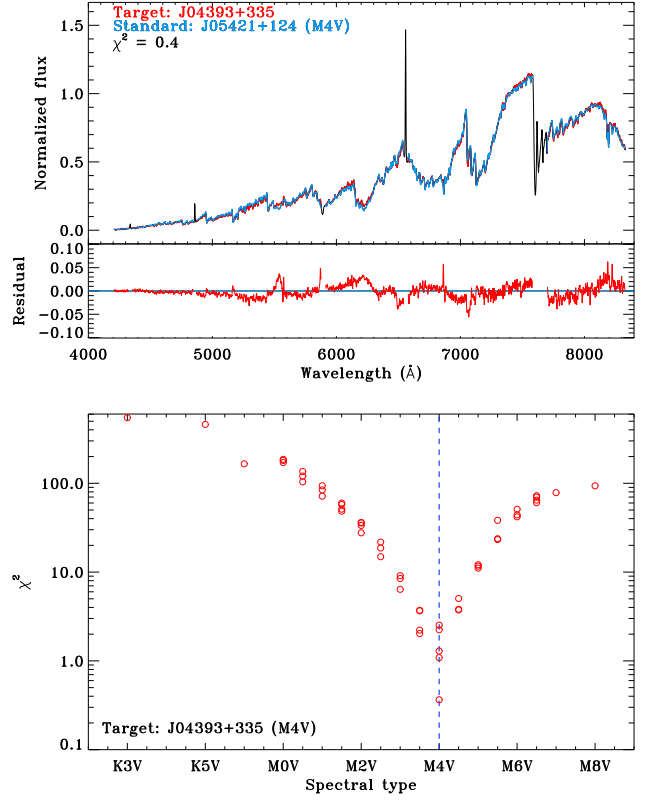 Target: J04393+335
Standard: J05421+124 (M4V)
χ² = 0.4
Normalized flux
1.5
1.0
0.5
0.0
Residual
0.10
0.05
0.00
−0.05
−0.10
4000 5000 6000 7000 8000
Wavelength (Å)
χ²
100.0
10.0
1.0
0.1
Target: J04393+335 (M4V)
K3V K5V M0V M2V M4V M6V M8V
Spectral type